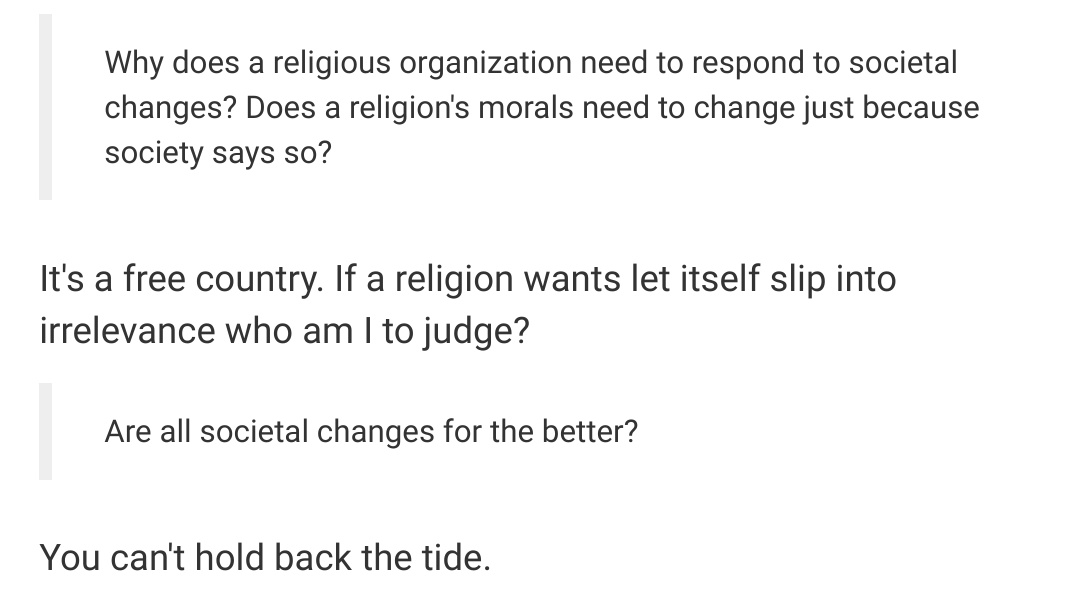 Why does a religious organization need to respond to societal
changes? Does a religion's morals need to change just because
society says so?
It's a free country. If a religion wants let itself slip into
irrelevance who am I to judge?
Are all societal changes for the better?
You can't hold back the tide.